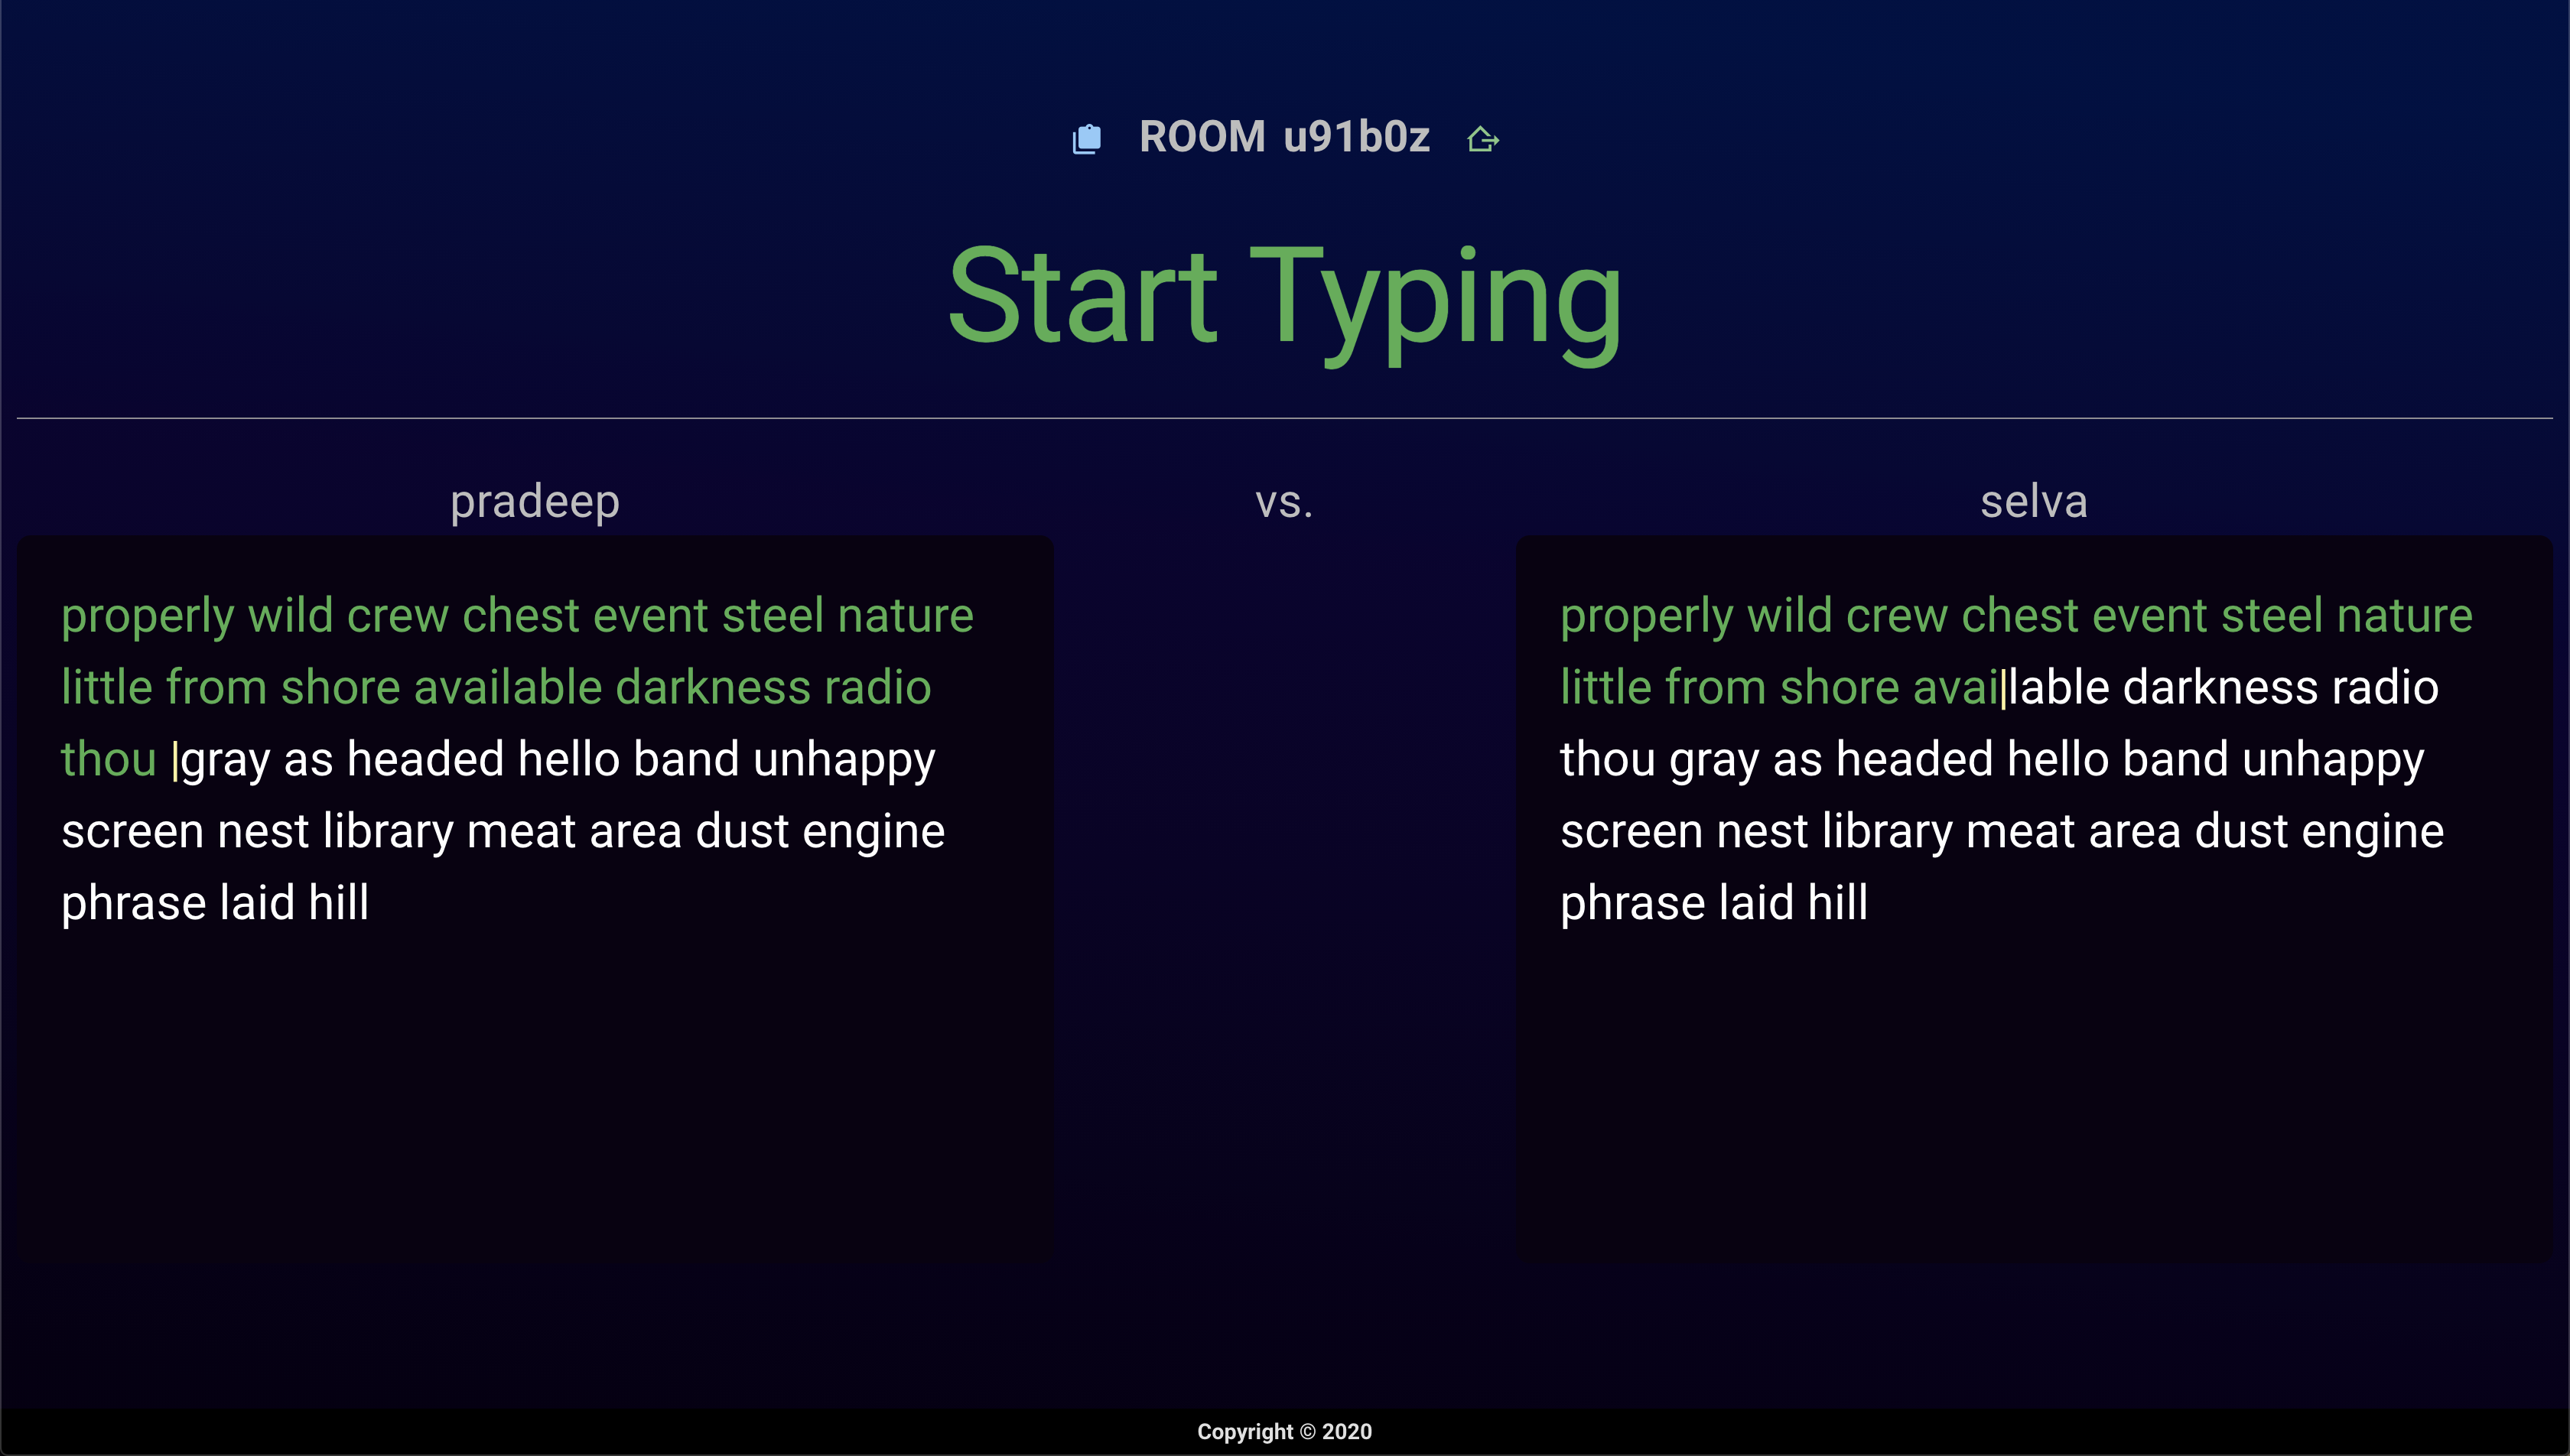 ROOM u91b0z
Start Typing
pradeep
vs.
selva
properly wild crew chest event steel nature
little from shore available darkness radio
thou gray as headed hello band unhappy
screen nest library meat area dust engine
phrase laid hill
properly wild crew chest event steel nature
little from shore available darkness radio
thou gray as headed hello band unhappy
screen nest library meat area dust engine
phrase laid hill
Copyright © 2020